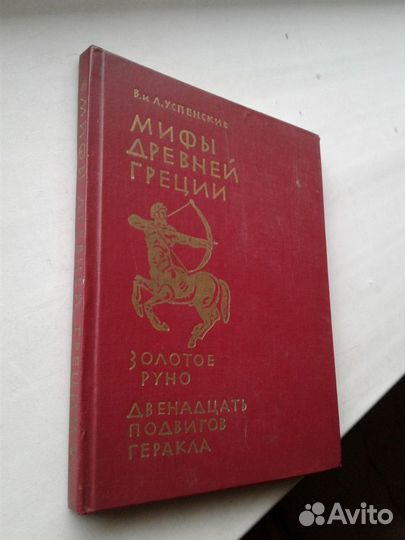 В. и Л. УСПЕНСКИЕ
МИФЫ
ДРЕВНЕЙ
ГРЕЦИИ
ЗОЛОТОЕ
РУНО
ДВЕНАДЦАТЬ
ПОДВИГОВ
ГЕРАКЛА
МИФЫ ДРЕВНЕЙ ГРЕЦИИ
Avito